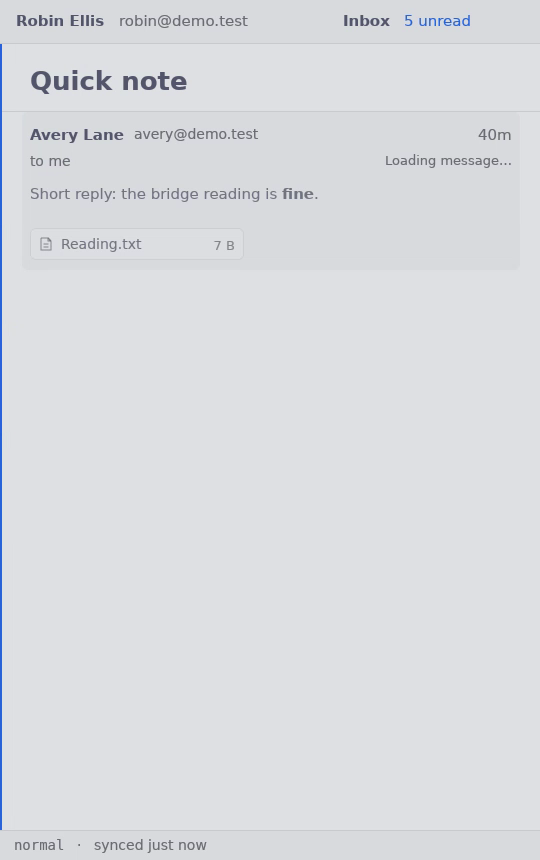 Robin Ellis robin@demo.test Inbox 5 unread
Quick note
Avery Lane avery@demo.test 40m
to me Loading message...
Short reply: the bridge reading is fine.
Reading.txt 7 B
normal · synced just now